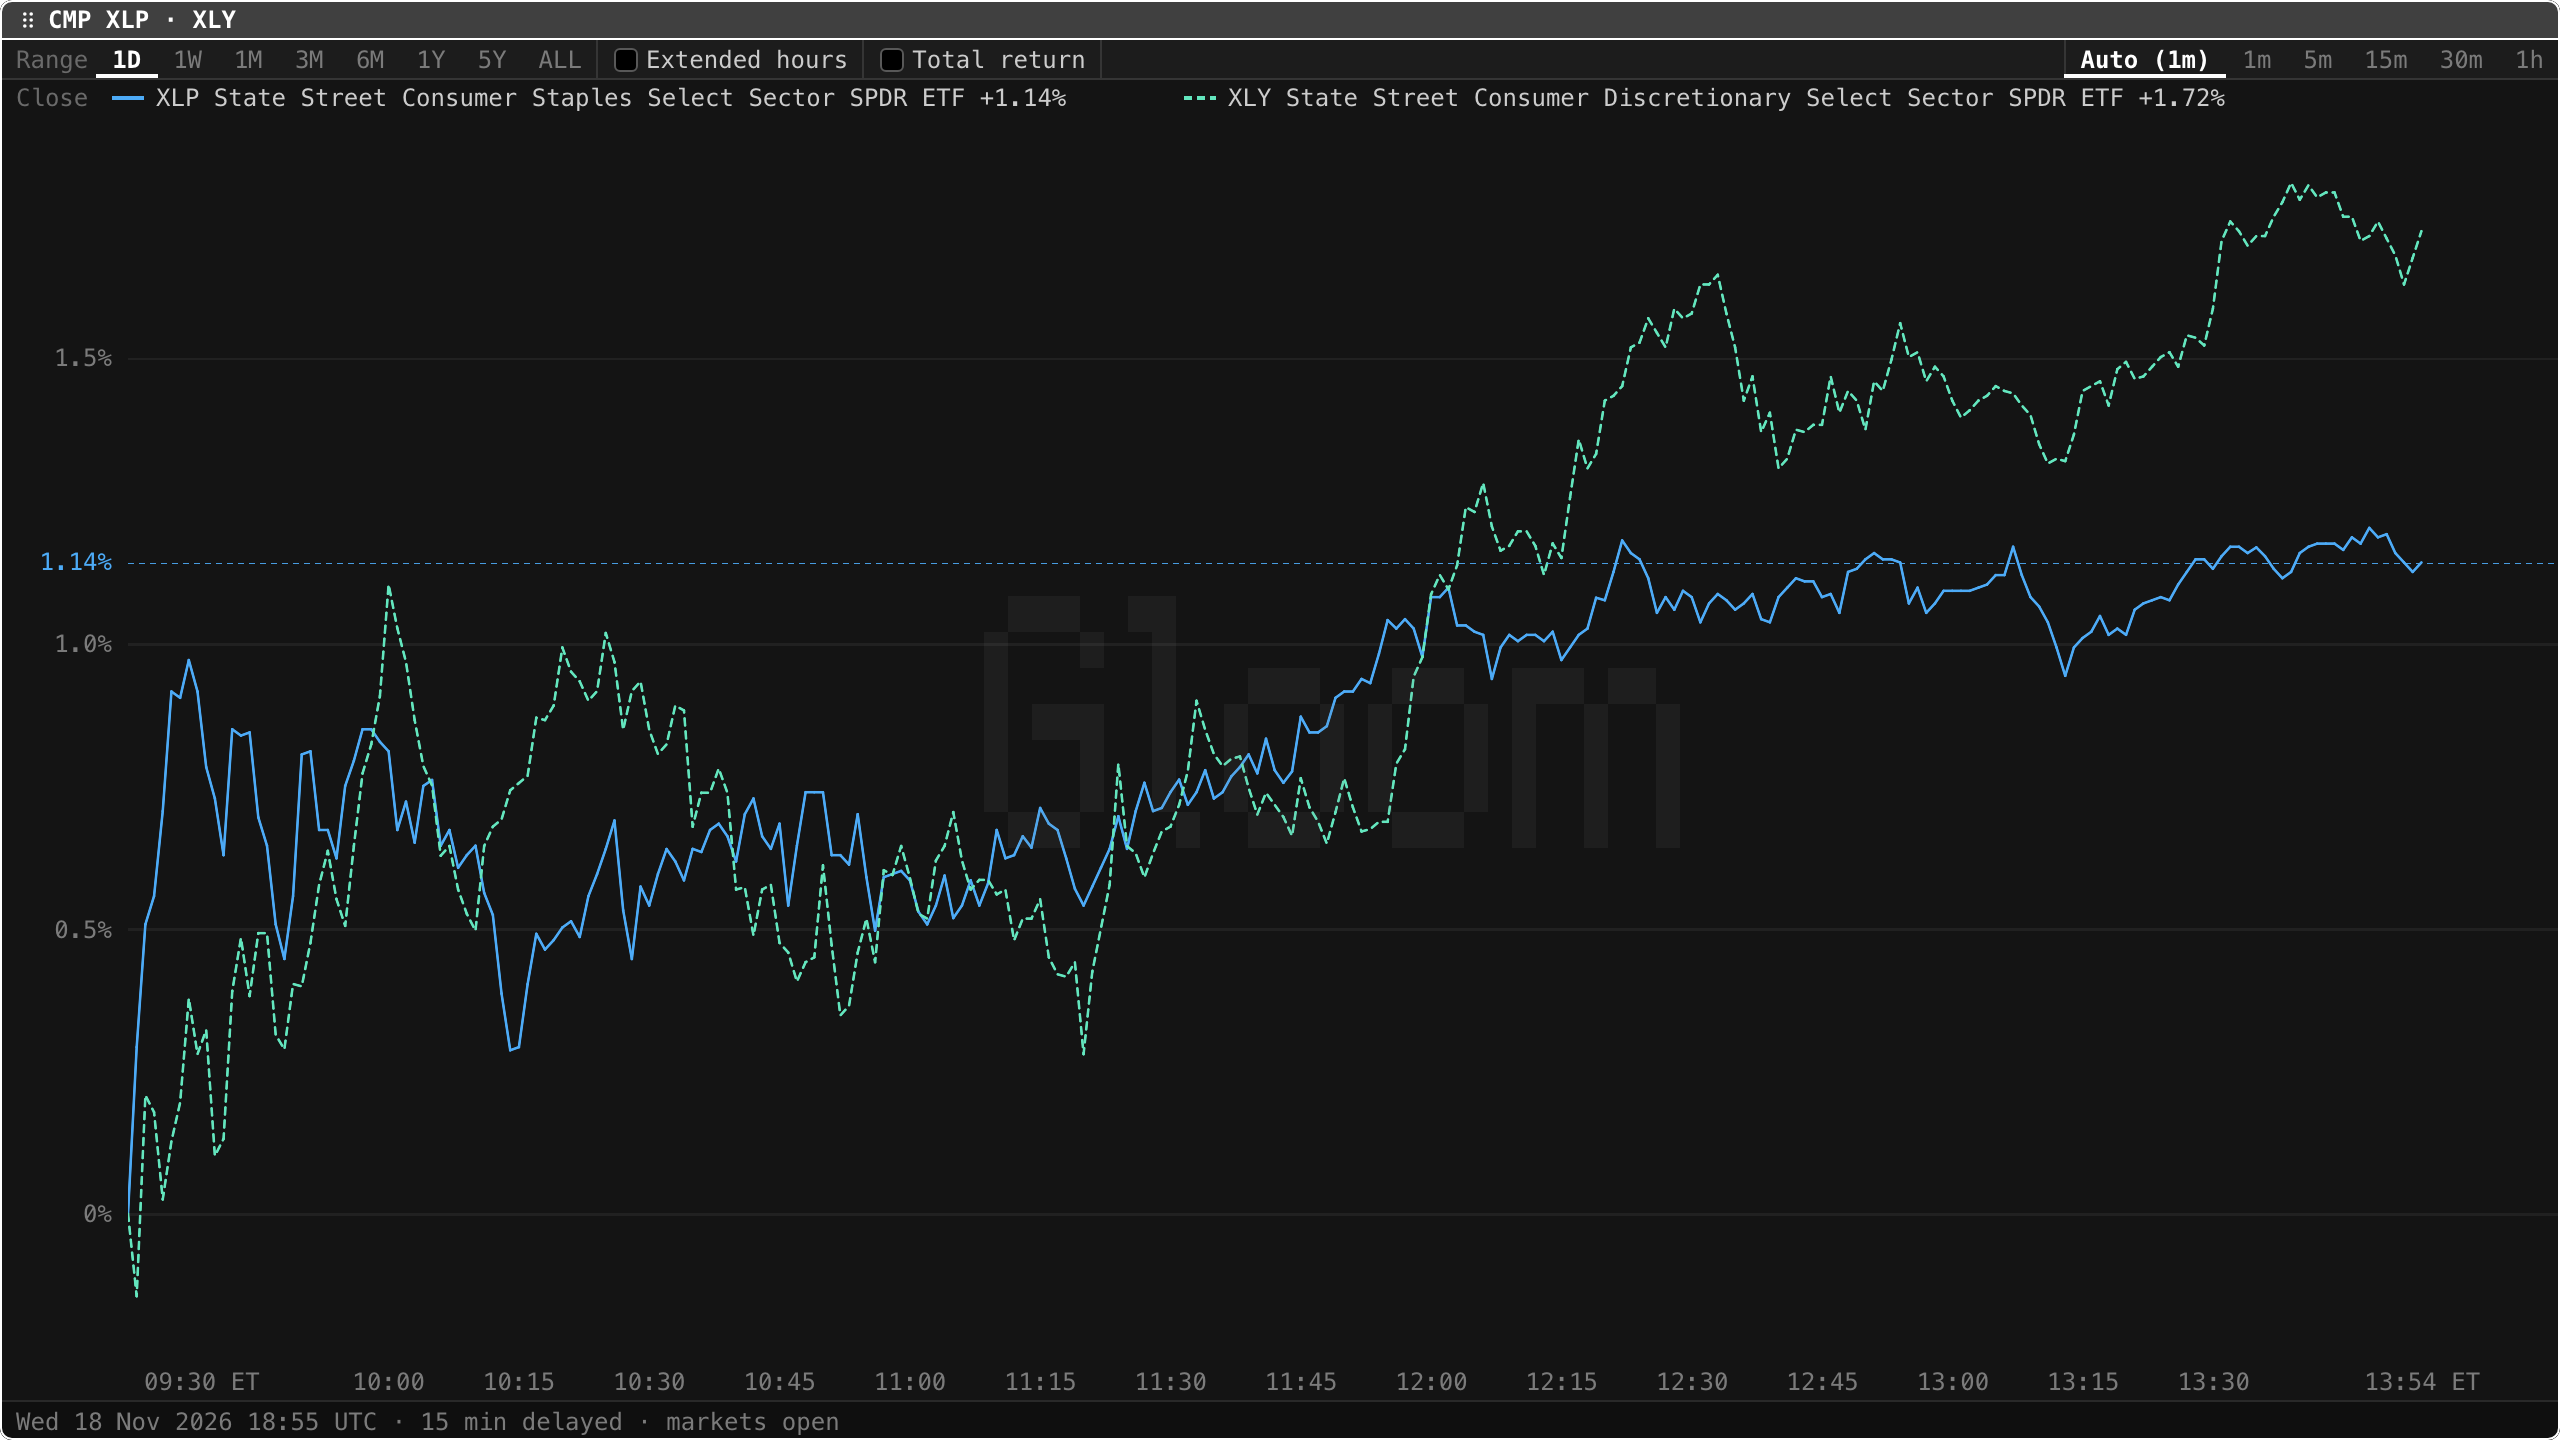 CMP XLP · XLY
Range 1D 1W 1M 3M 6M 1Y 5Y ALL Extended hours Total return Auto (1m) 1m 5m 15m 30m 1h
Close XLP State Street Consumer Staples Select Sector SPDR ETF +1.14% XLY State Street Consumer Discretionary Select Sector SPDR ETF +1.72%
1.5%
1.14%
1.0%
0.5%
0%
09:30 ET 10:00 10:15 10:30 10:45 11:00 11:15 11:30 11:45 12:00 12:15 12:30 12:45 13:00 13:15 13:30 13:54 ET
Wed 18 Nov 2026 18:55 UTC · 15 min delayed · markets open